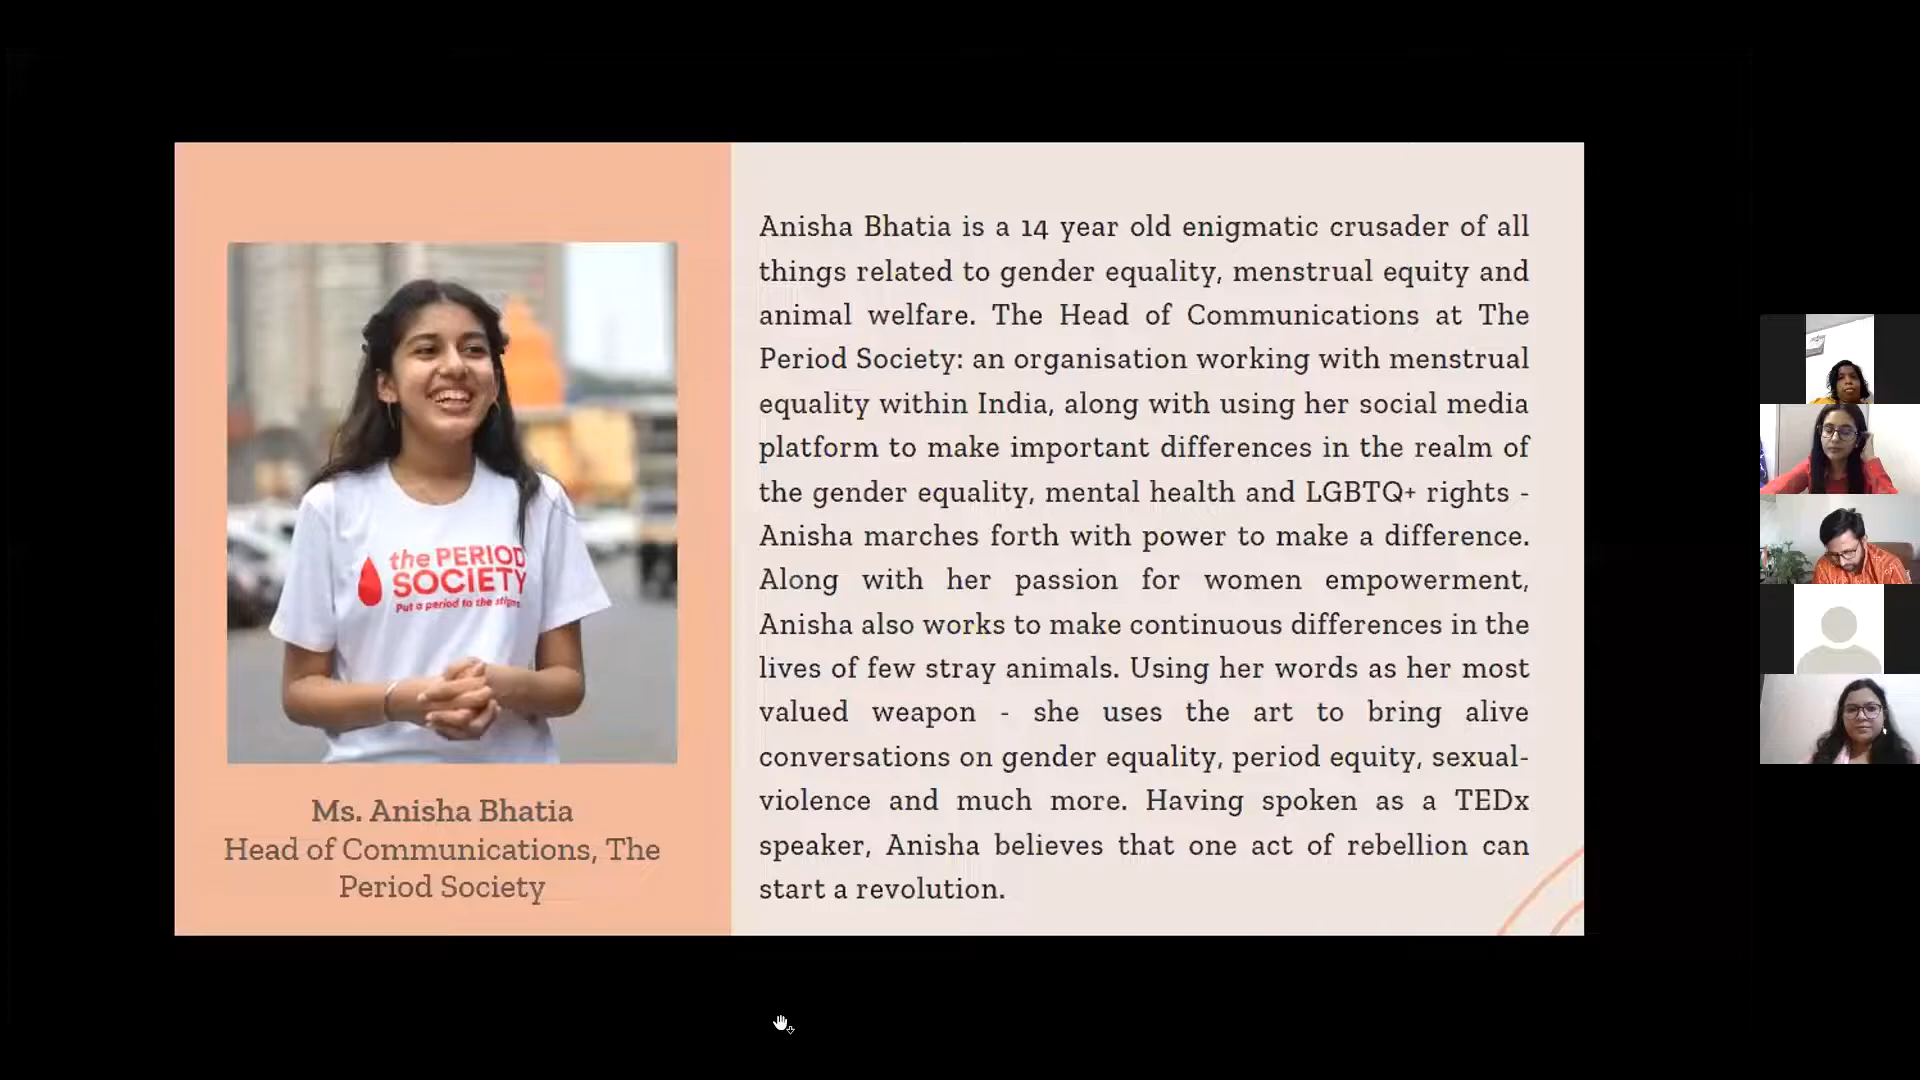 the PERIOD
SOCIETY
Put a period to the stigma
Ms. Anisha Bhatia
Head of Communications, The
Period Society
Anisha Bhatia is a 14 year old enigmatic crusader of all
things related to gender equality, menstrual equity and
animal welfare. The Head of Communications at The
Period Society: an organisation working with menstrual
equality within India, along with using her social media
platform to make important differences in the realm of
the gender equality, mental health and LGBTQ+ rights -
Anisha marches forth with power to make a difference.
Along with her passion for women empowerment,
Anisha also works to make continuous differences in the
lives of few stray animals. Using her words as her most
valued weapon - she uses the art to bring alive
conversations on gender equality, period equity, sexual-
violence and much more. Having spoken as a TEDx
speaker, Anisha believes that one act of rebellion can
start a revolution.